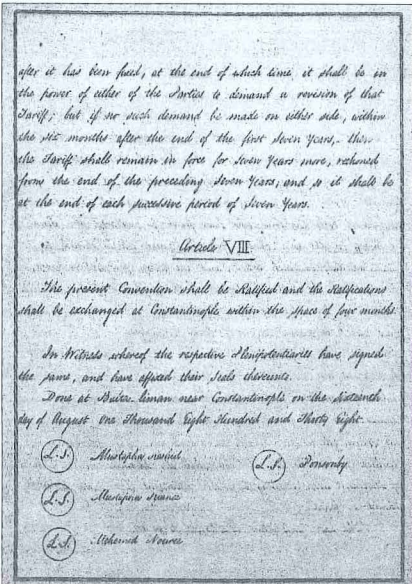 after it has been fixed, at the end of which time, it shall be in
the power of either of the Parties to demand a revision of that
Tariff; but if no such demand be made on either side, within
the six months after the end of the first Seven Years, then
the Tariff shall remain in force for Seven Years more, reckoned
from the end of the preceding Seven Years; and so it shall be
at the end of each successive period of Seven Years.
Article VIII.
The present Convention shall be Ratified and the Ratifications
shall be exchanged at Constantinople within the space of four months.
In Witness whereof the respective Plenipotentiaries have signed
the same, and have affixed their Seals thereunto.
Done at Balta-liman near Constantinople on the sixteenth
day of August One Thousand Eight Hundred and Thirty Eight
L.S. Mustapha L.S. Ponsonby
L.S. Mustapha
L.S. Mehemed Nouree